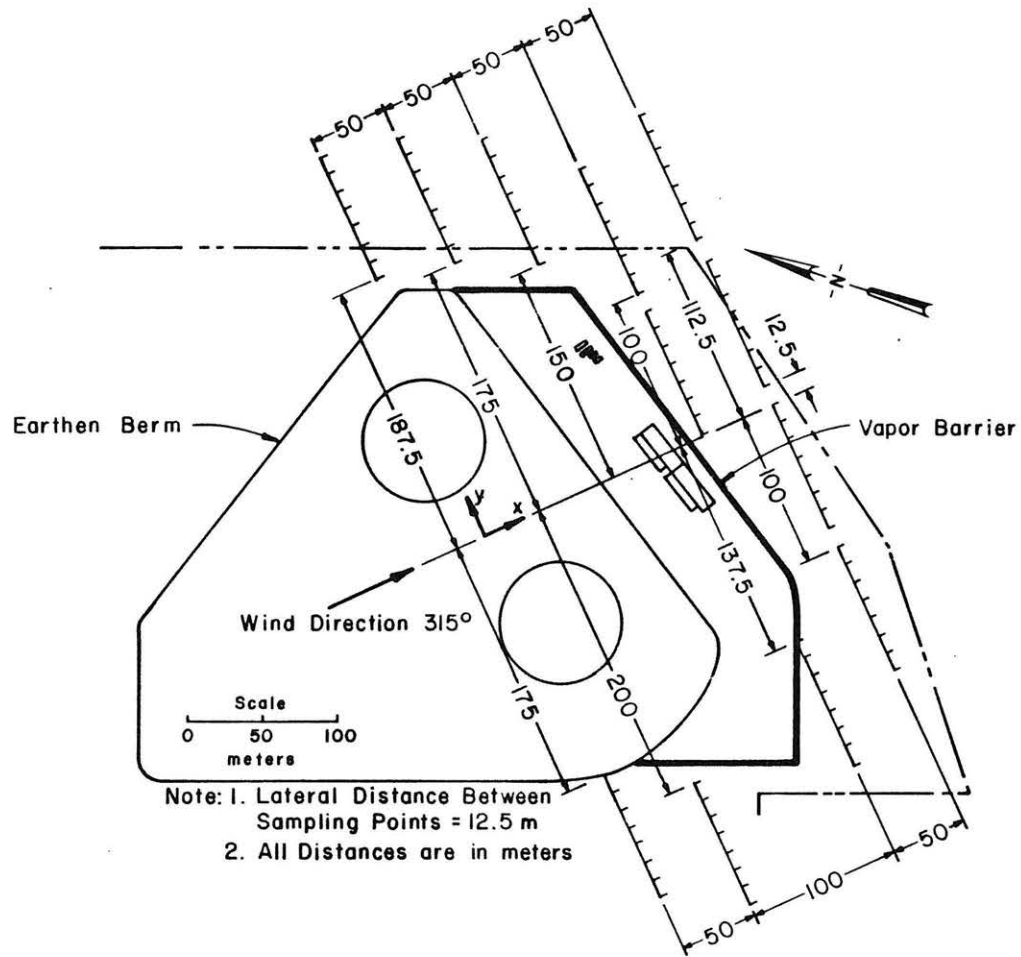 50
50
50
50
N
12.5
112.5
100
150
175
187.5
Earthen Berm
Vapor Barrier
y
x
100
137.5
Wind Direction 315°
200
175
Scale
0 50 100
meters
Note: 1. Lateral Distance Between
Sampling Points = 12.5 m
2. All Distances are in meters
50
100
50